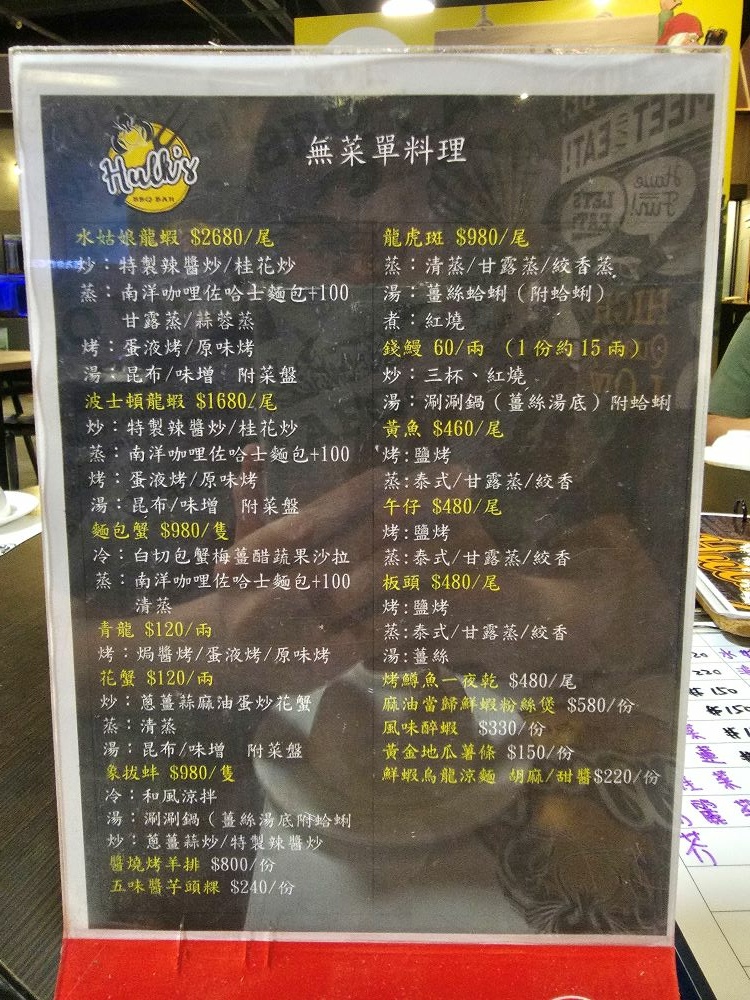 Hulk's
BBQ BAR
無菜單料理
水姑娘龍蝦 $2680/尾
炒：特製辣醬炒/桂花炒
蒸：南洋咖哩佐哈士麵包+100
甘露蒸/蒜蓉蒸
烤：蛋液烤/原味烤
湯：昆布/味增 附菜盤
波士頓龍蝦 $1680/尾
炒：特製辣醬炒/桂花炒
蒸：南洋咖哩佐哈士麵包+100
烤：蛋液烤/原味烤
湯：昆布/味增 附菜盤
麵包蟹 $980/隻
冷：白切包蟹梅薑醋蔬果沙拉
蒸：南洋咖哩佐哈士麵包+100
清蒸
青龍 $120/兩
烤：焗醬烤/蛋液烤/原味烤
花蟹 $120/兩
炒：蔥薑蒜麻油蛋炒花蟹
蒸：清蒸
湯：昆布/味增 附菜盤
象拔蚌 $980/隻
冷：和風涼拌
湯：涮涮鍋（薑絲湯底附蛤蜊
炒：蔥薑蒜炒/特製辣醬炒
醬燒烤羊排 $800/份
五味醬芋頭粿 $240/份
龍虎斑 $980/尾
蒸：清蒸/甘露蒸/絞香蒸
湯：薑絲蛤蜊（附蛤蜊）
煮：紅燒
錢鰻 60/兩 （1份約15兩）
炒：三杯、紅燒
湯：涮涮鍋（薑絲湯底）附蛤蜊
黃魚 $460/尾
烤:鹽烤
蒸:泰式/甘露蒸/絞香
午仔 $480/尾
烤:鹽烤
蒸:泰式/甘露蒸/絞香
板頭 $480/尾
烤:鹽烤
蒸:泰式/甘露蒸/絞香
湯:薑絲
烤鱒魚一夜乾 $480/尾
麻油當歸鮮蝦粉絲煲 $580/份
風味醉蝦 $330/份
黃金地瓜薯條 $150/份
鮮蝦烏龍涼麵 胡麻/甜醬$220/份